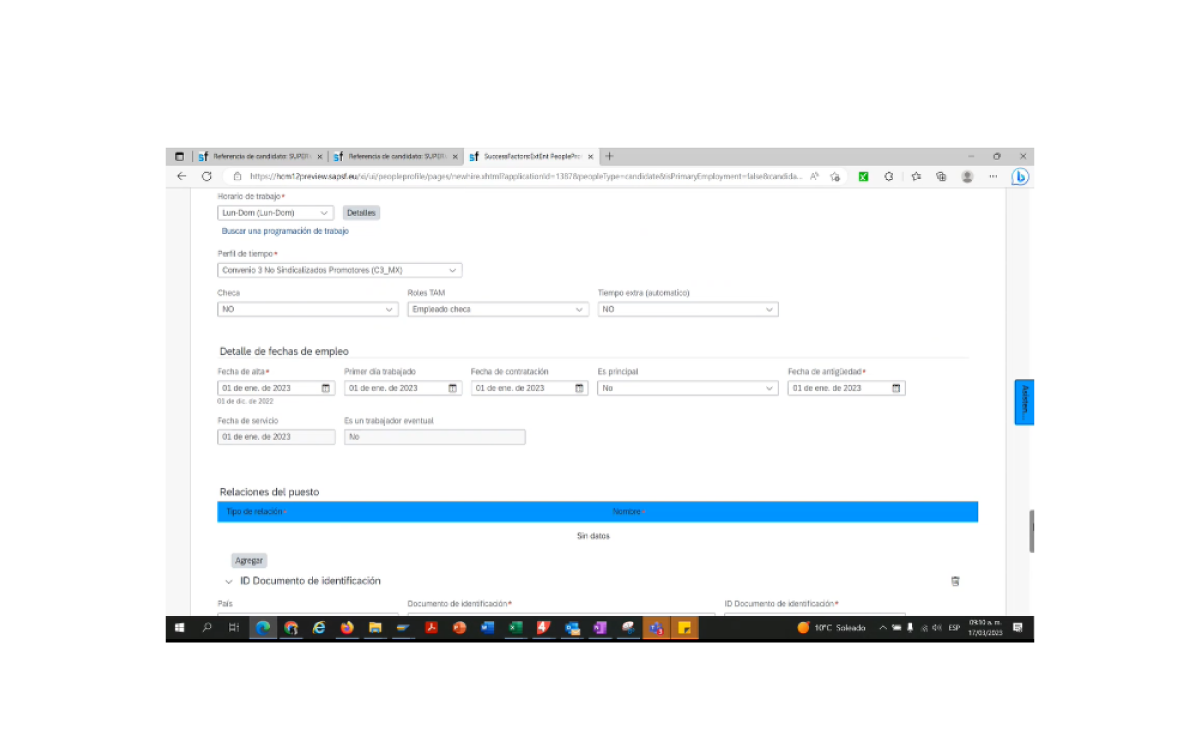 Referencia de candidato: SUPDI
Referencia de candidato: SUPDI
SuccessFactors:ExtEnt PeoplePro
https://hcm12preview.sapsf.eu/xi/ui/peopleprofile/pages/newhire.xhtml?applicationId=1387&peopleType=candidate&isPrimaryEmployment=false&candida...
Horario de trabajo*
Lun-Dom (Lun-Dom)
Detalles
Buscar una programación de trabajo
Perfil de tiempo*
Convenio 3 No Sindicalizados Promotores (C3_MX)
Checa
Roles TAM
Tiempo extra (automatico)
NO
Empleado checa
NO
Detalle de fechas de empleo
Fecha de alta*
Primer día trabajado
Fecha de contratación
Es principal
Fecha de antigüedad*
01 de ene. de 2023
01 de ene. de 2023
01 de ene. de 2023
No
01 de ene. de 2023
01 de dic. de 2022
Fecha de servicio
Es un trabajador eventual
01 de ene. de 2023
No
Asisten...
Relaciones del puesto
Tipo de relación*
Nombre*
Sin datos
Agregar
ID Documento de identificación
País
Documento de identificación*
ID Documento de identificación*
10°C Soleado
ESP
09:30 a. m.
17/03/2023